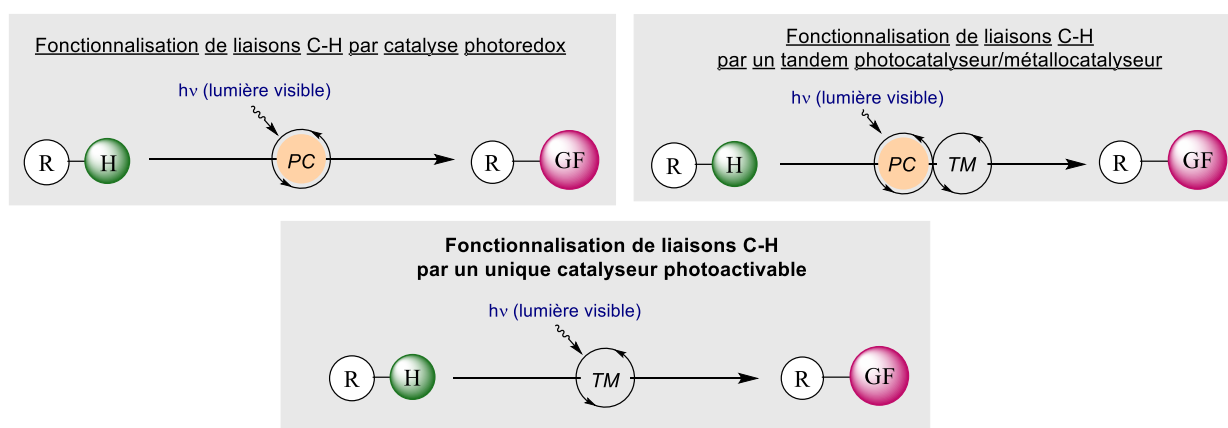 Fonctionnalisation de liaisons C-H par catalyse photoredox
hν (lumière visible)
R H PC R GF
Fonctionnalisation de liaisons C-H
par un tandem photocatalyseur/métallocatalyseur
hν (lumière visible)
R H PC TM R GF
Fonctionnalisation de liaisons C-H
par un unique catalyseur photoactivable
hν (lumière visible)
R H TM R GF